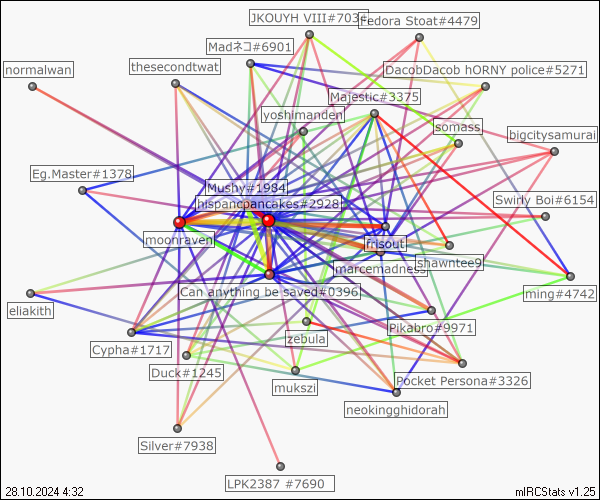 JKOUYH VIII#7034
Fedora Stoat#4479
Madネコ#6901
normalwan
thesecondtwat
DacobDacob hORNY police#5271
Majestic#3375
yoshimanden
somass
bigcitysamurai
Eg.Master#1378
Mushy#1984
hispanopancakes#2928
Swirly Boi#6154
moonraven
frisout
marcemadness
shawntee9
Can anything be saved#0396
ming#4742
eliakith
Pikabro#9971
zebula
Cypha#1717
Duck#1245
Pocket Persona#3326
mukszi
neokingghidorah
Silver#7938
LPK2387 #7690
28.10.2024 4:32
mIRCStats v1.25